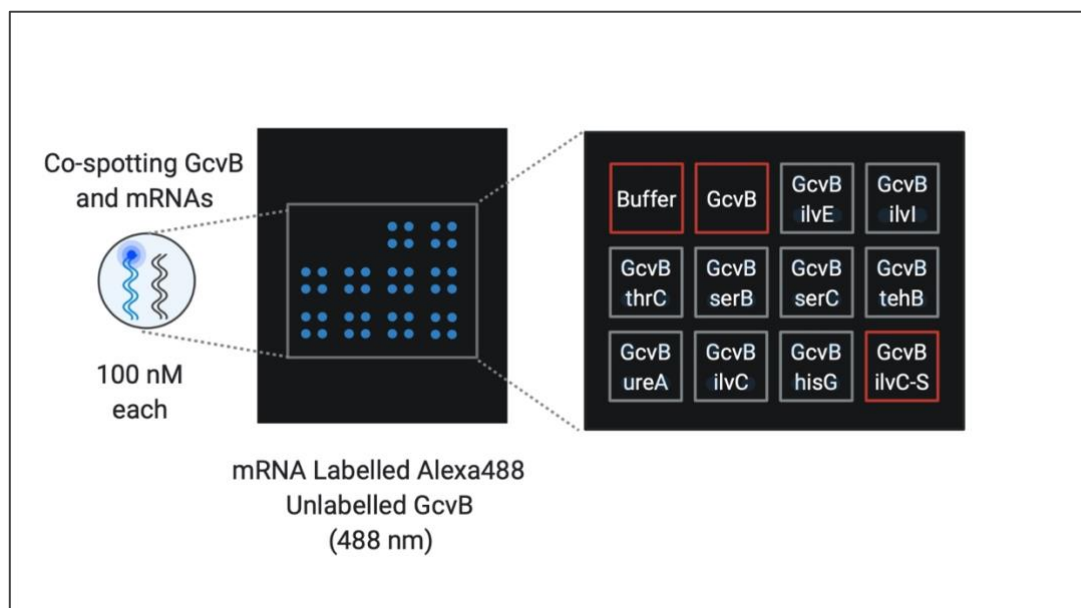 Co-spotting GcvB
and mRNAs
100 nM
each
mRNA Labelled Alexa488
Unlabelled GcvB
(488 nm)
Buffer
GcvB
GcvB
ilvE
GcvB
ilvI
GcvB
thrC
GcvB
serB
GcvB
serC
GcvB
tehB
GcvB
ureA
GcvB
ilvC
GcvB
hisG
GcvB
ilvC-S